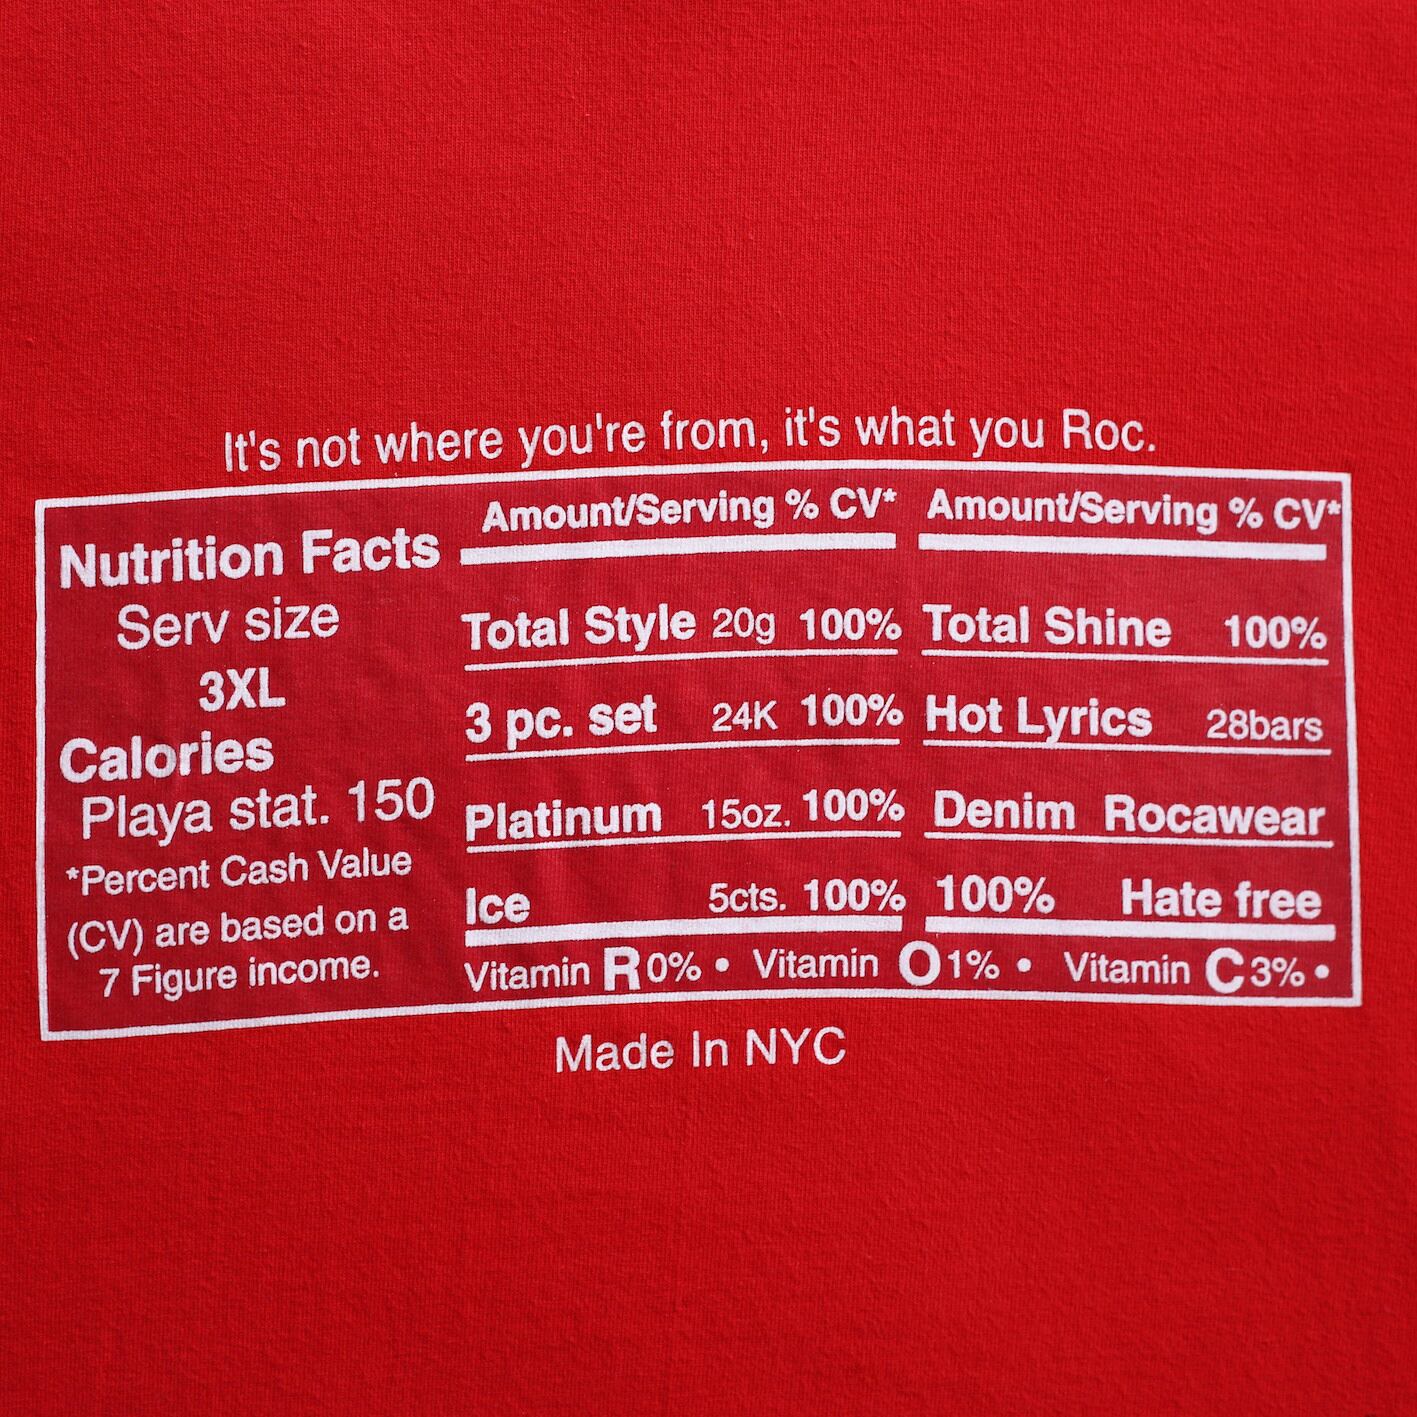 It's not where you're from, it's what you Roc.
Nutrition Facts
Serv size
3XL
Calories
Playa stat. 150
*Percent Cash Value
(CV) are based on a
7 Figure income.
Amount/Serving % CV*
Total Style 20g 100%
3 pc. set 24K 100%
Platinum 15oz. 100%
Ice 5cts. 100%
Amount/Serving % CV*
Total Shine 100%
Hot Lyrics 28bars
Denim Rocawear
100% Hate free
Vitamin R 0% • Vitamin O 1% • Vitamin C 3% •
Made In NYC